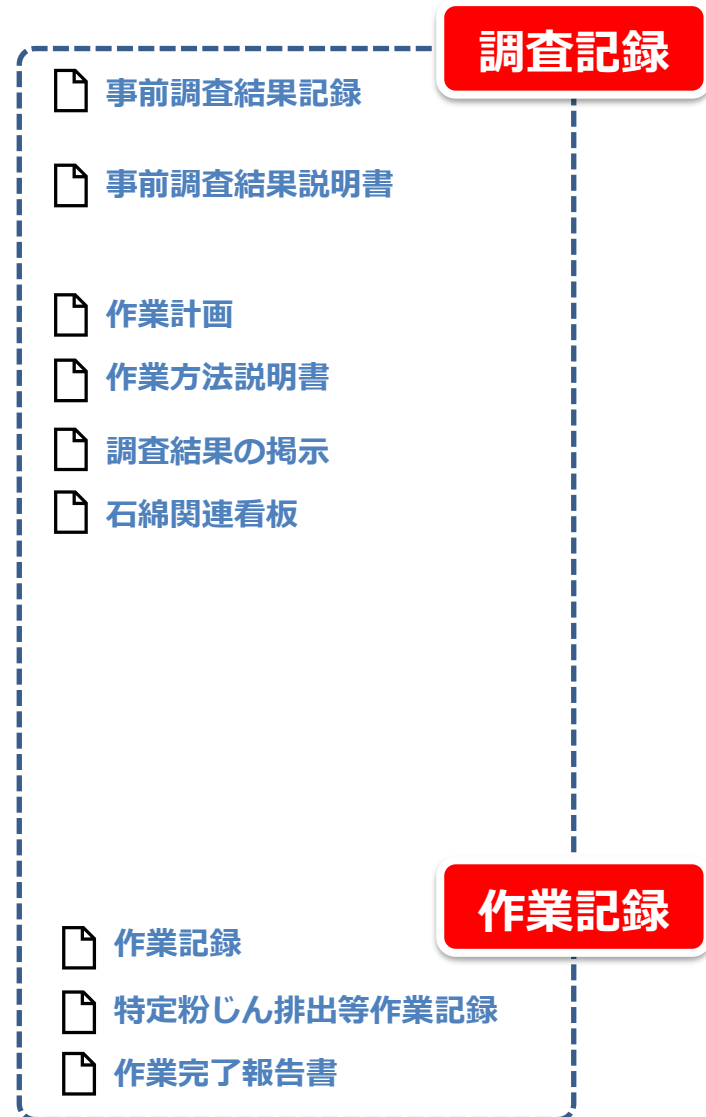 調査記録
事前調査結果記録
事前調査結果説明書
作業計画
作業方法説明書
調査結果の掲示
石綿関連看板
作業記録
作業記録
特定粉じん排出等作業記録
作業完了報告書